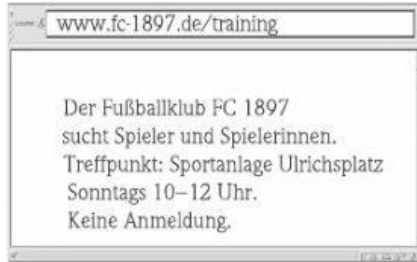 www.fc-1897.de/training
Der Fußballklub FC 1897
sucht Spieler und Spielerinnen.
Treffpunkt: Sportanlage Ulrichsplatz
Sonntags 10–12 Uhr.
Keine Anmeldung.